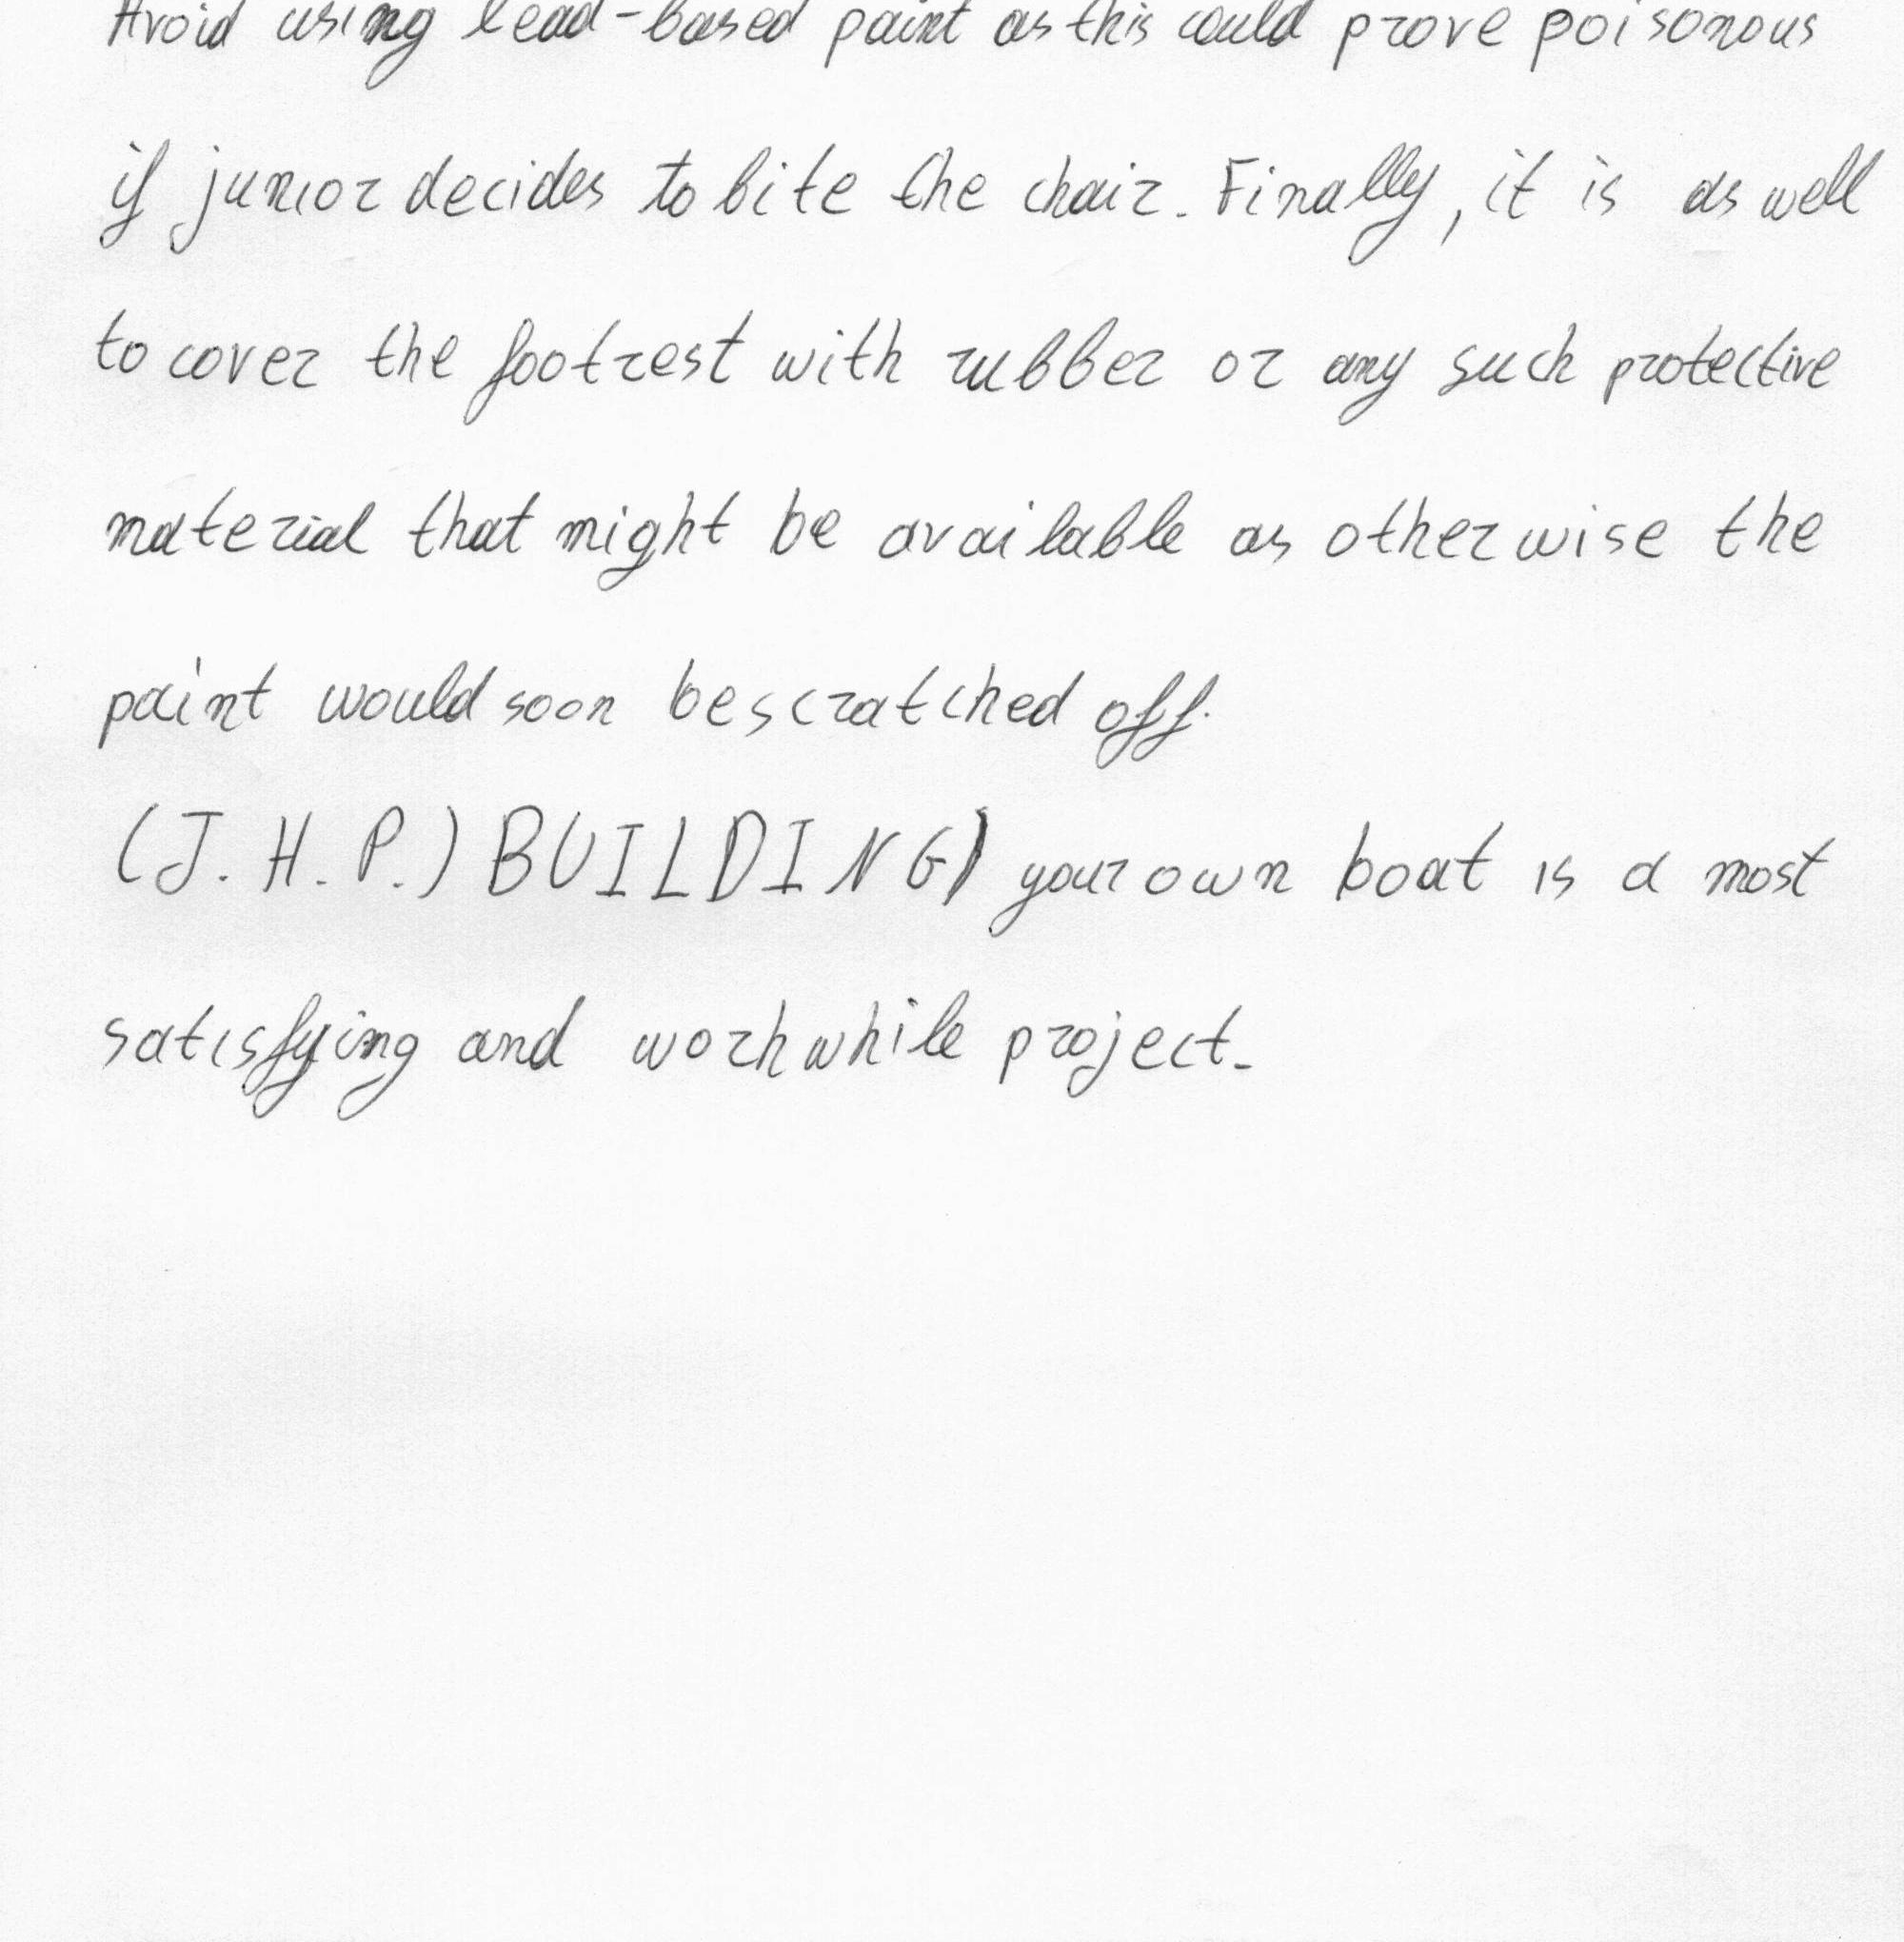 Avoid using lead-based paint as this could prove poisonous
if junior decides to bite the chair. Finally, it is as well
to cover the footrest with rubber or any such protective
material that might be available as otherwise the
paint would soon be scratched off.
(J.H.P.) BUILDING) your own boat is a most
satisfying and worhwhile project.